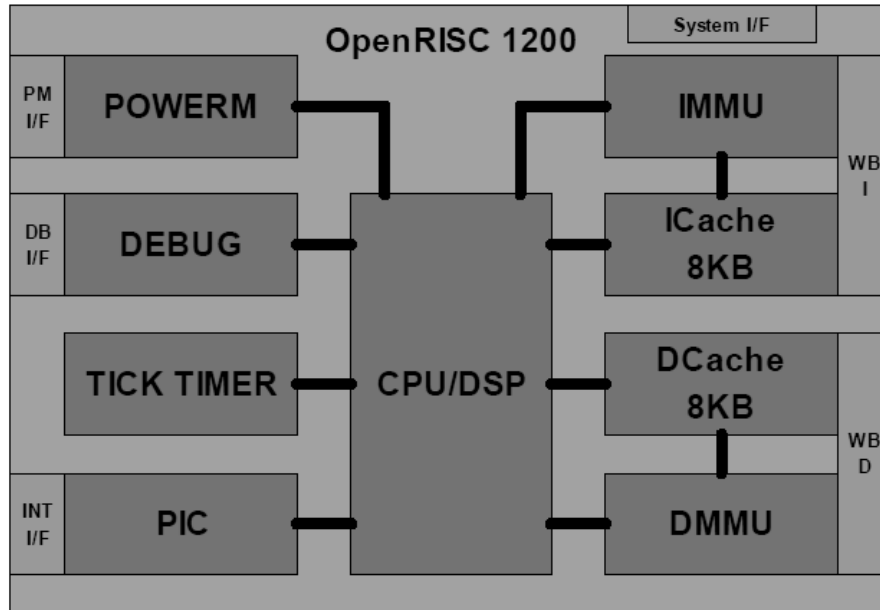 OpenRISC 1200
System I/F
PM
I/F
POWERM
IMMU
WB
I
DB
I/F
DEBUG
ICache
8KB
TICK TIMER
CPU/DSP
DCache
8KB
WB
D
INT
I/F
PIC
DMMU